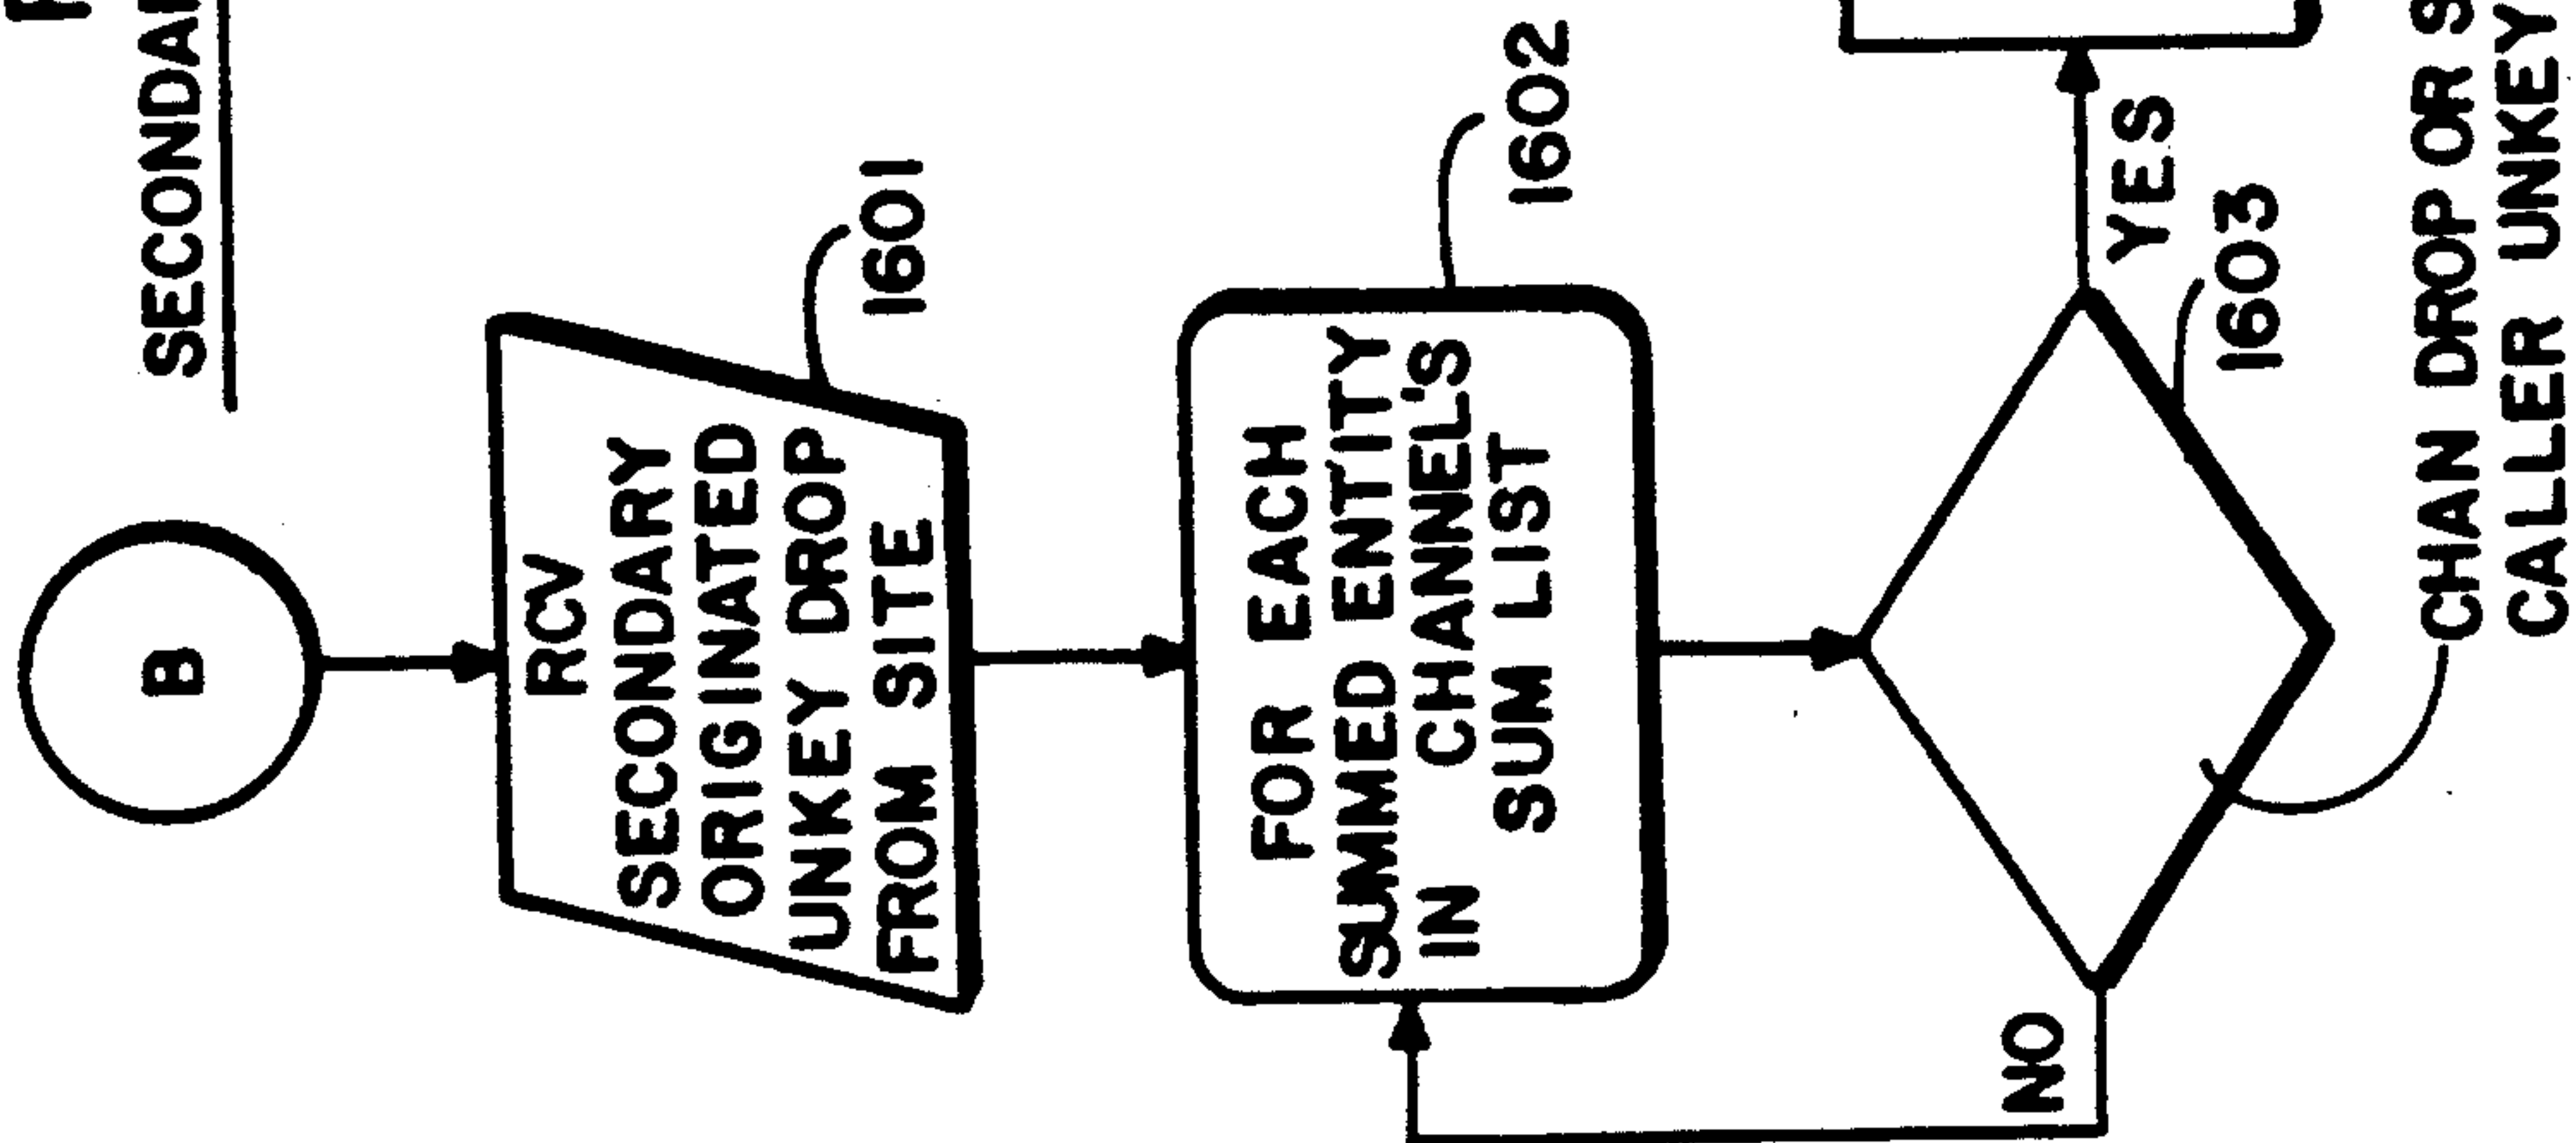 B
RCV
SECONDARY
ORIGINATED
UNKEY DROP
FROM SITE
1601
FOR EACH
SUMMED ENTITY
IN CHANNEL'S
SUM LIST
1602
YES
1603
NO
CHAN DROP OR
CALLER UNKEY